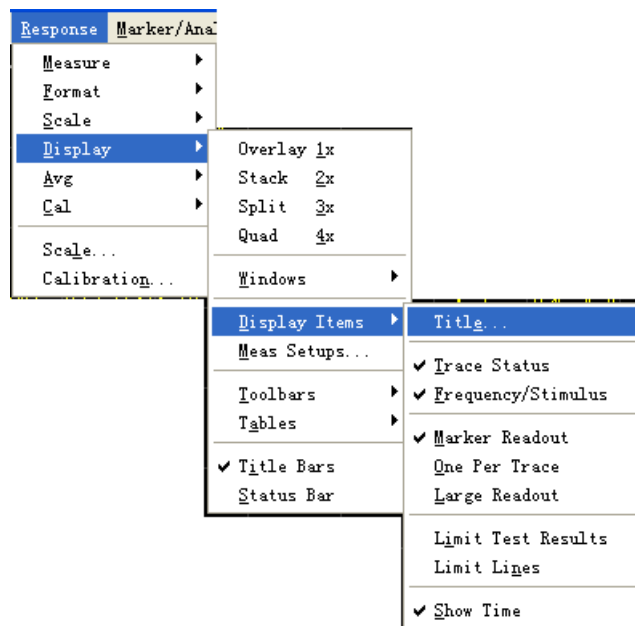 Response Marker/Ana
Measure
Format
Scale
Display
Avg
Cal
Scale...
Calibration...
Overlay 1x
Stack 2x
Split 3x
Quad 4x
Windows
Display Items
Meas Setups...
Toolbars
Tables
Title Bars
Status Bar
Title...
Trace Status
Frequency/Stimulus
Marker Readout
One Per Trace
Large Readout
Limit Test Results
Limit Lines
Show Time